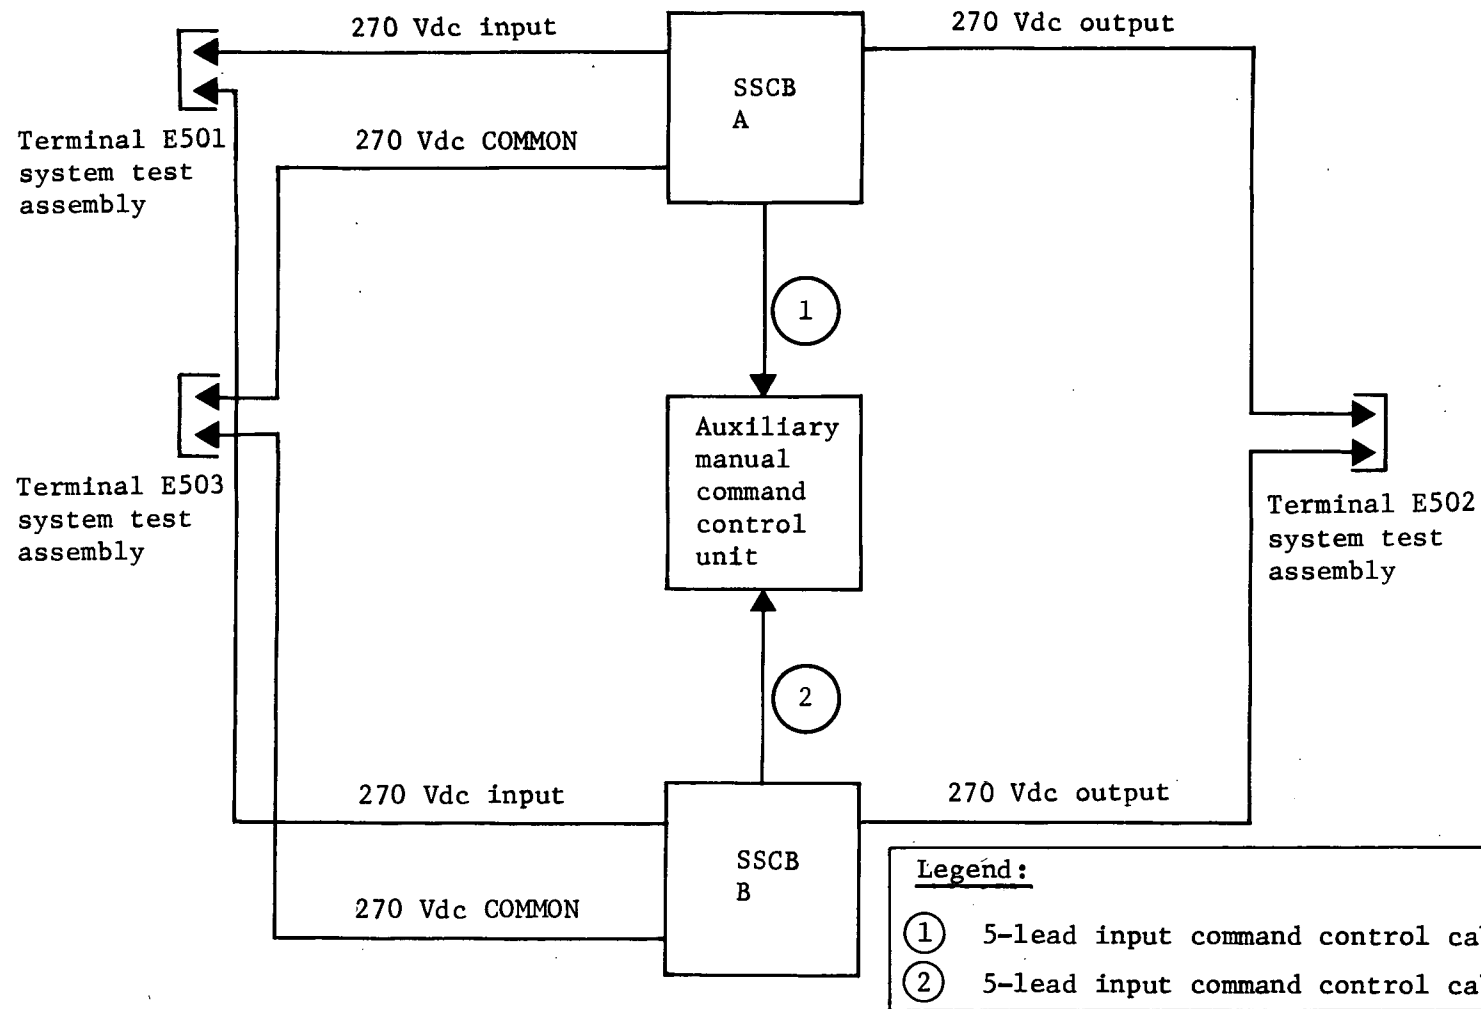 270 Vdc input
270 Vdc output
SSCB
A
Terminal E501
system test
assembly
270 Vdc COMMON
1
Auxiliary
manual
command
control
unit
Terminal E503
system test
assembly
Terminal E502
system test
assembly
2
270 Vdc input
270 Vdc output
SSCB
B
270 Vdc COMMON
Legend:
1 5-lead input command control
2 5-lead input command control